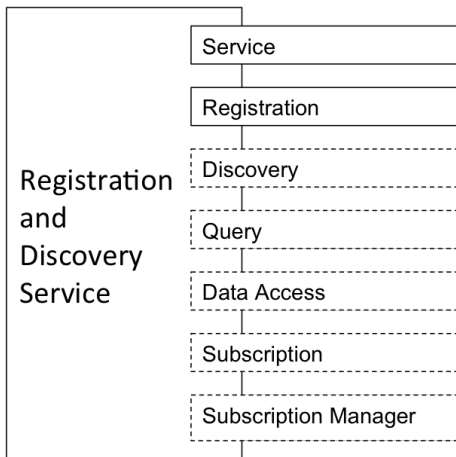 Service
Registration
Discovery
Query
Data Access
Subscription
Subscription Manager
Registration
and
Discovery
Service